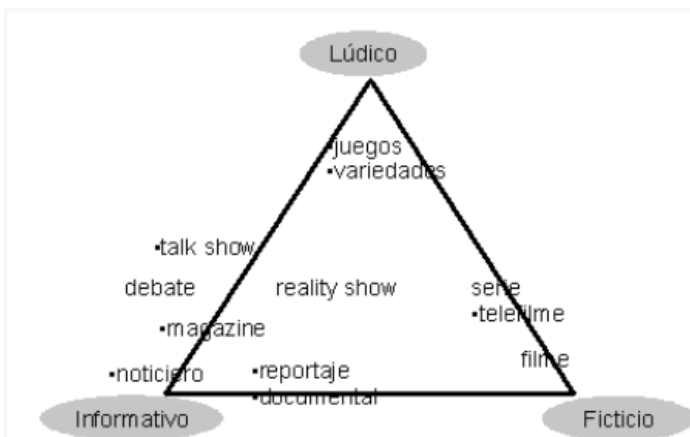 Lúdico
•juegos
•variedades
•talk show
debate
reality show
serie
•telefilme
•magazine
filme
•noticiero
•reportaje
•documental
Informativo
Ficticio